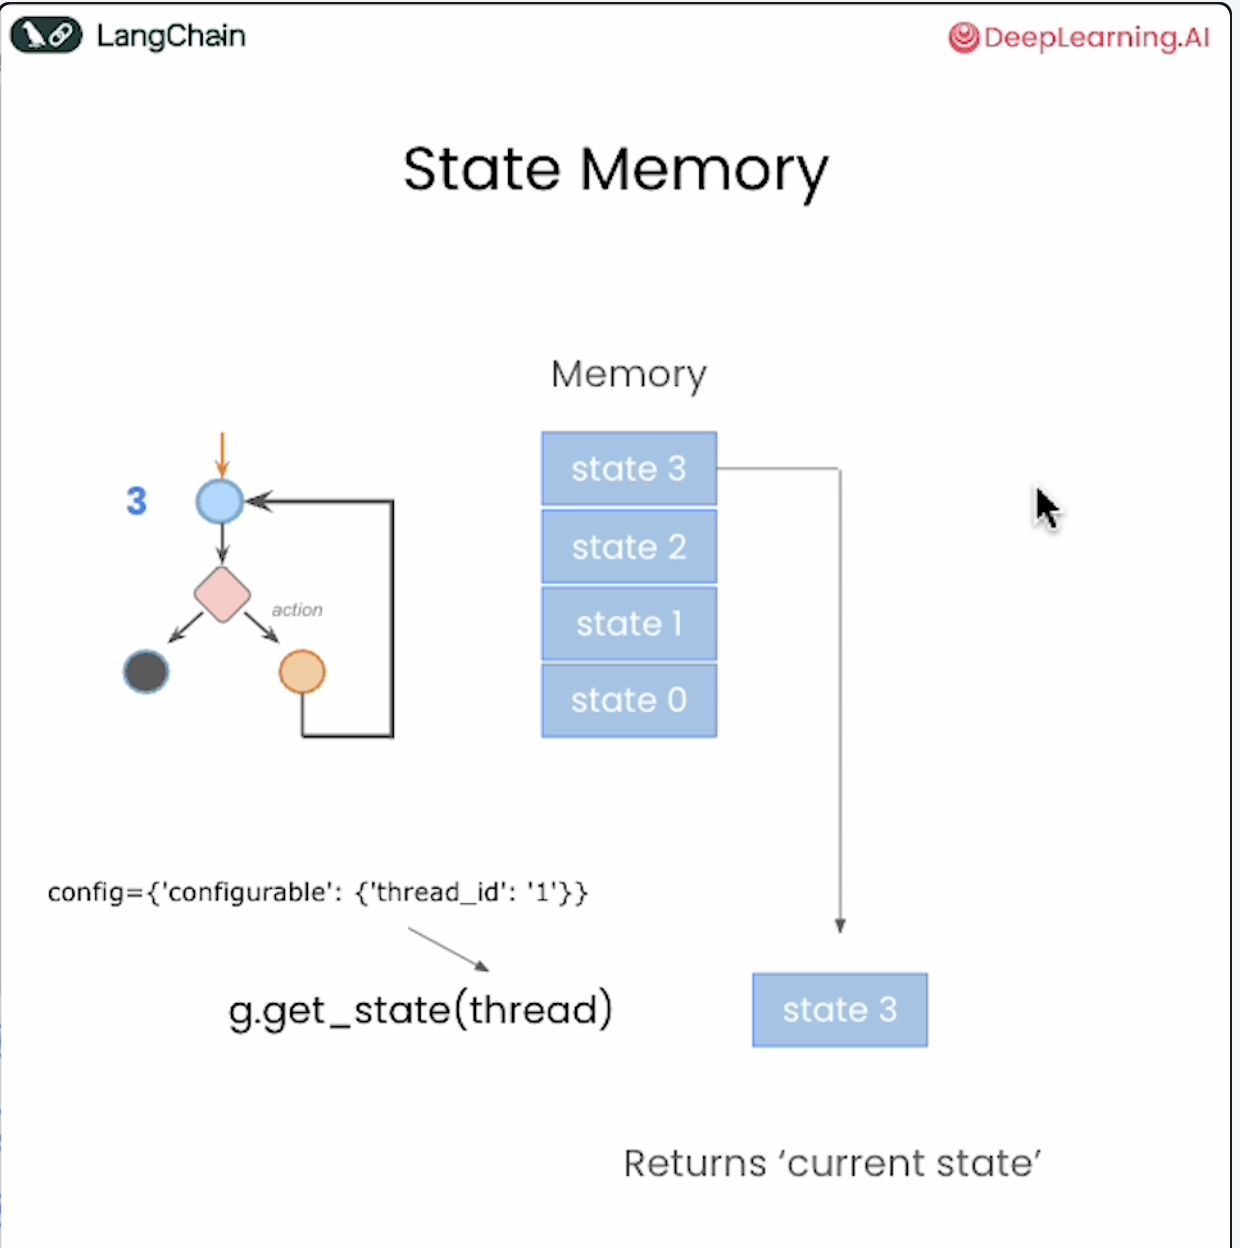 LangChain
DeepLearning.AI
State Memory
Memory
state 3
3
state 2
action
state 1
state 0
config={'configurable': {'thread_id': '1'}}
g.get_state(thread)
state 3
Returns ‘current state’